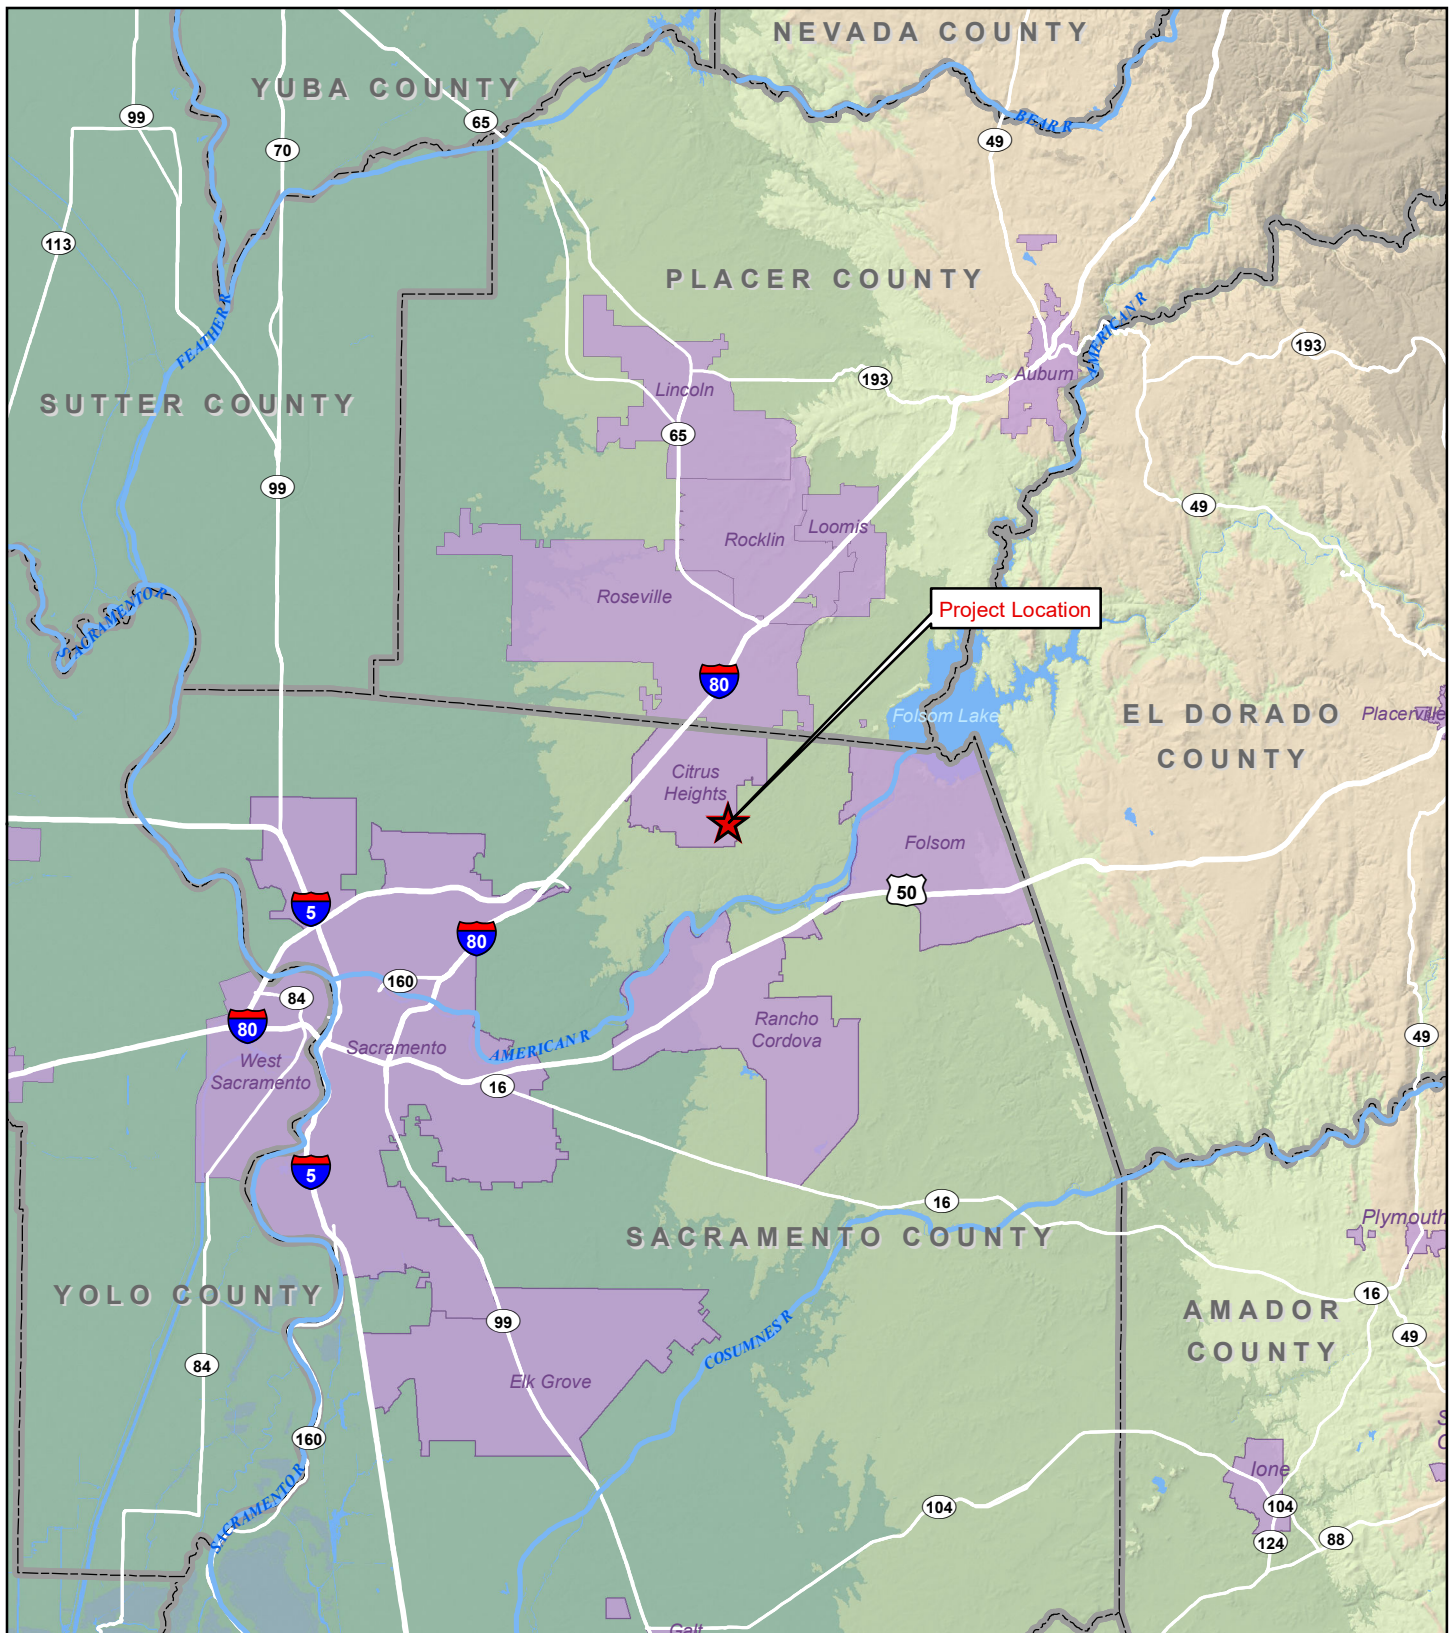 NEVADA COUNTY
YUBA COUNTY
99
65
BEAR R
49
70
113
PLACER COUNTY
FEATHER R
AMERICAN R
193
193
Auburn
Lincoln
SUTTER COUNTY
65
99
49
Loomis
Rocklin
Roseville
SACRAMENTO R
Project Location
80
Folsom Lake
EL DORADO
COUNTY
Placerville
Citrus
Heights
Folsom
50
5
80
160
84
80
Rancho
Cordova
49
AMERICAN R
Sacramento
West
Sacramento
16
5
16
Plymouth
SACRAMENTO COUNTY
YOLO COUNTY
16
AMADOR
COUNTY
99
49
COSUMNES R
84
Elk Grove
160
Ione
SACRAMENTO R
104
104
88
124
Galt